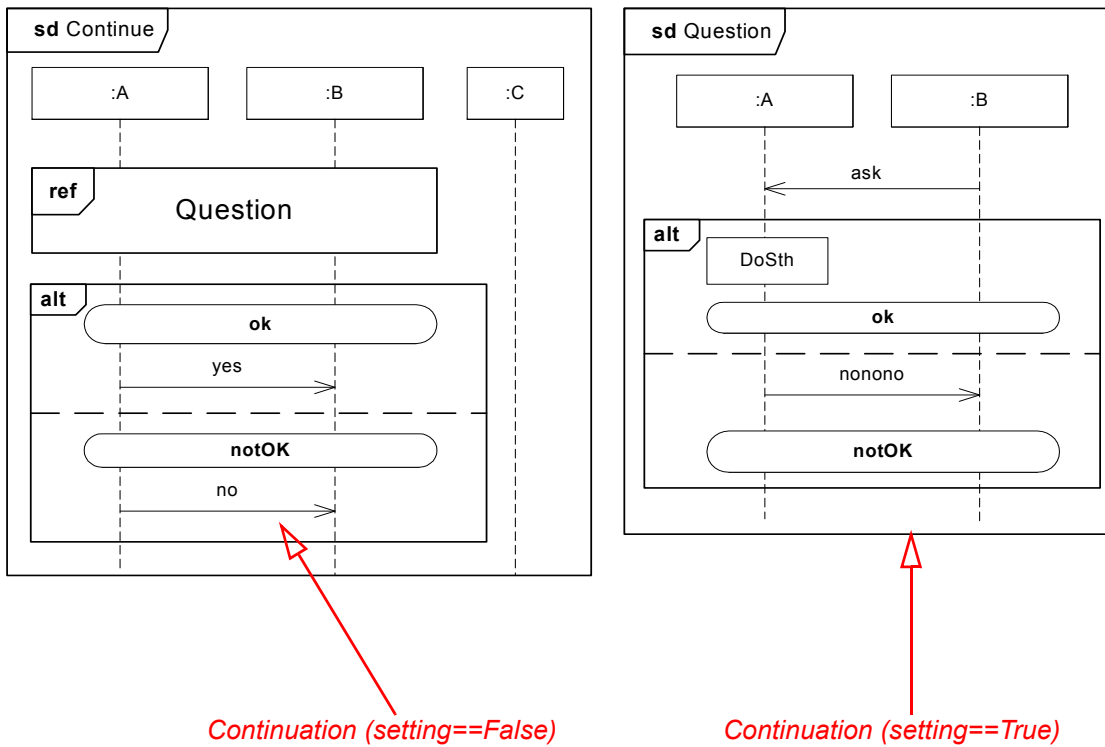 sd Continue
:A
:B
:C
ref
Question
alt
ok
yes
notOK
no
Continuation (setting==False)
sd Question
:A
:B
ask
alt
DoSth
ok
nonono
notOK
Continuation (setting==True)